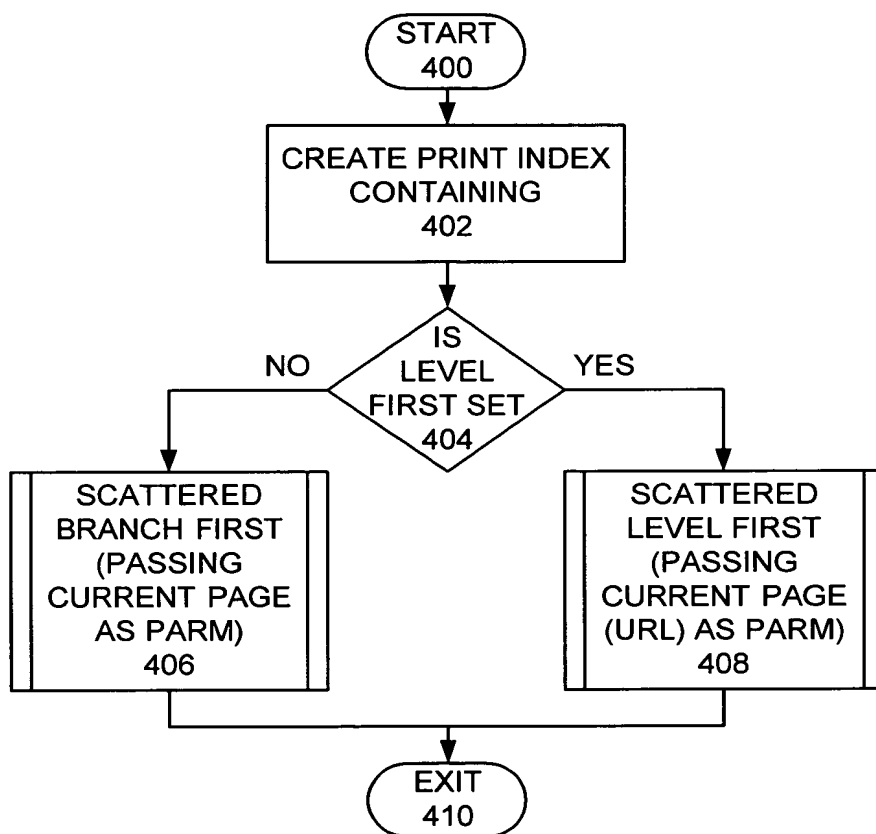 START
400
CREATE PRINT INDEX
CONTAINING
402
IS
LEVEL
FIRST SET
404
NO
YES
SCATTERED
BRANCH FIRST
(PASSING
CURRENT PAGE
AS PARM)
406
SCATTERED
LEVEL FIRST
(PASSING
CURRENT PAGE
(URL) AS PARM)
408
EXIT
410